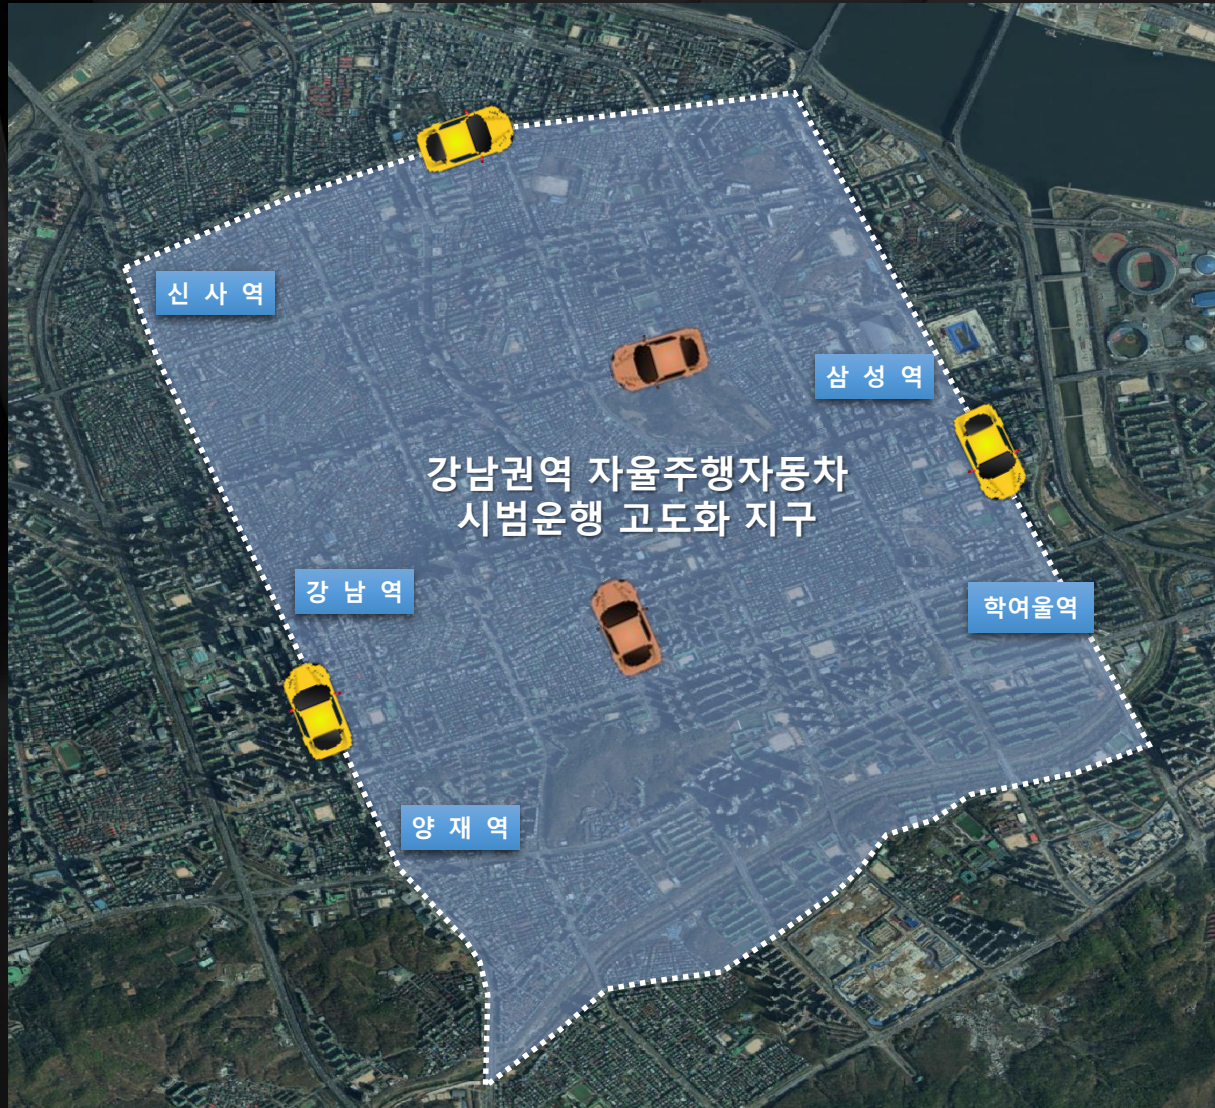 신 사 역
삼 성 역
강남권역 자율주행자동차
시범운행 고도화 지구
강 남 역
학여울역
양 재 역